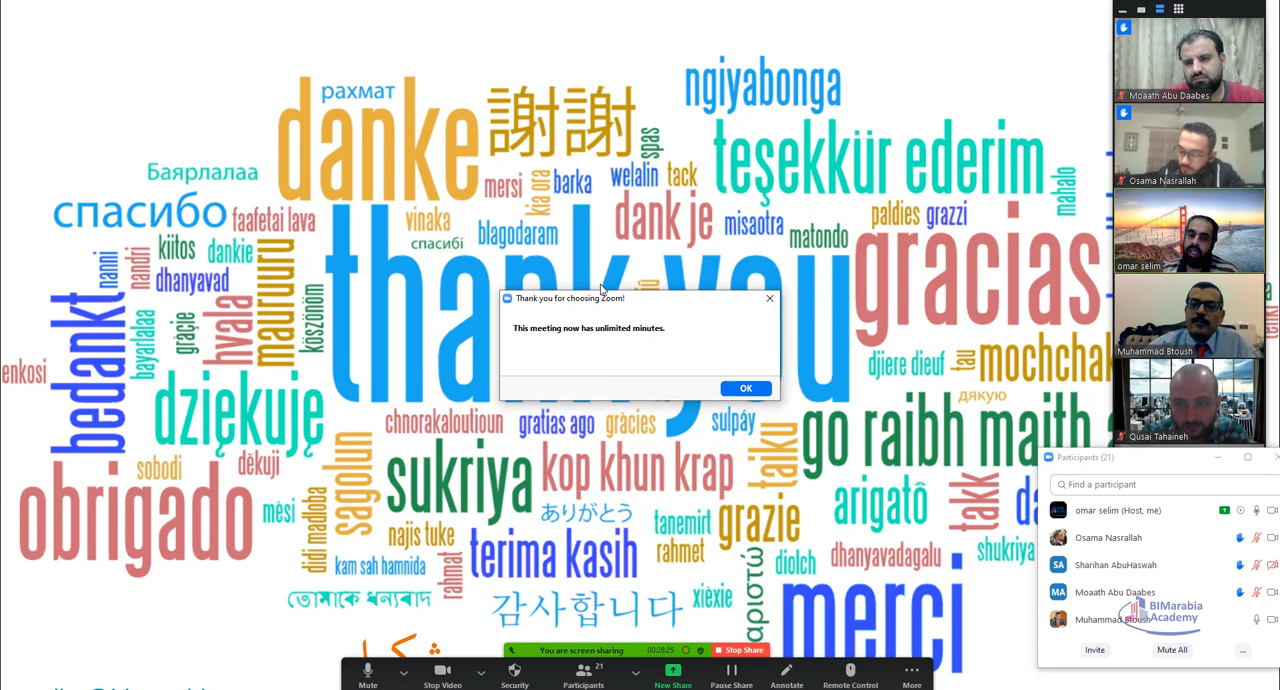 ngiyabonga
рахмат
danke
謝謝
spas
teşekkür ederim
Баярлалаа
mersi
kia ora
barka
welalin
tack
mahalo
спасибо
faafetai lava
vinaka
dank je
misaotra
paldies
grazzi
спасибі
blagodaram
matondo
gracias
kiitos
dankie
nanni
nandri
dhanyavad
mauruuru
bedankt
bayarlalaa
gràçie
hvala
köszönöm
thank you
enkosi
djiere dieuf
tau
mochchak
дякую
dziękuję
chnorakaloutioun
gratias ago
gràcies
sulpáy
go raibh maith a
sobodi
děkuji
sagolun
sukriya
kop khun krap
taiku
obrigado
mèsi
didi madloba
najis tuke
ありがとう
tanemirt
grazie
arigatô
takk
kam sah hamnida
rahmat
terima kasih
rahmet
diolch
dhanyavadagalu
shukriya
감사합니다
xièxie
merci
Thank you for choosing Zoom!
This meeting now has unlimited minutes.
OK
Moaath Abu Daabes
Osama Nasrallah
omar selim
Muhammad Btoush
Qusai Tahaineh
Participants (21)
Find a participant
omar selim (Host, me)
Osama Nasrallah
SA Sharihan AbuHaswah
MA Moaath Abu Daabes
Muhammad Btoush
BIMarabia
Academy
Invite
Mute All
...
You are screen sharing
00:28:25
Stop Share
Mute
Stop Video
Security
Participants
21
New Share
Pause Share
Annotate
Remote Control
More